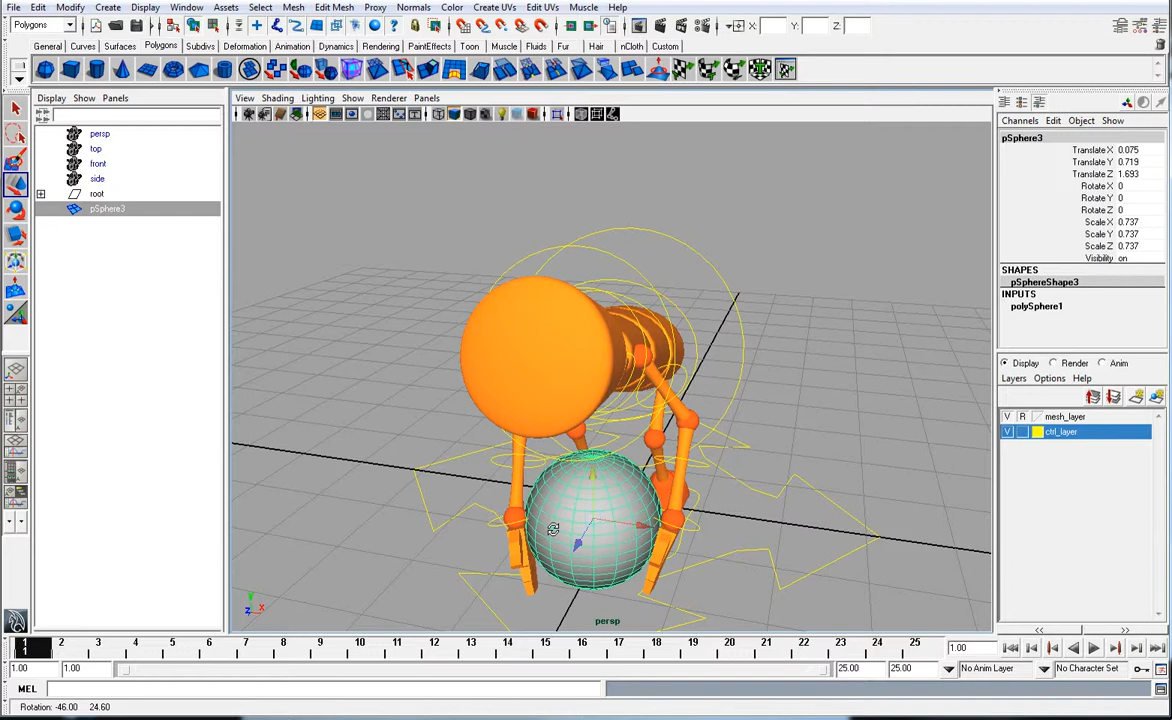 File Edit Modify Create Display Window Assets Select Mesh Edit Mesh Proxy Normals Color Create UVs Edit UVs Muscle Help
Polygons X: Y: Z:
General Curves Surfaces Polygons Subdivs Deformation Animation Dynamics Rendering PaintEffects Toon Muscle Fluids Fur Hair nCloth Custom
Display Show Panels
View Shading Lighting Show Renderer Panels
persp
top
front
side
root
pSphere3
Channels Edit Object Show
pSphere3
Translate X 0.075
Translate Y 0.719
Translate Z 1.693
Rotate X 0
Rotate Y 0
Rotate Z 0
Scale X 0.737
Scale Y 0.737
Scale Z 0.737
Visibility on
SHAPES
pSphereShape3
INPUTS
polySphere1
Display Render Anim
Layers Options Help
V R mesh_layer
V ctrl_layer
z x
persp
1 2 3 4 5 6 7 8 9 10 11 12 13 14 15 16 17 18 19 20 21 22 23 24 25
1 1.00
1.00 1.00 25.00 25.00 No Anim Layer No Character Set
MEL
Rotation: -46.00 24.60